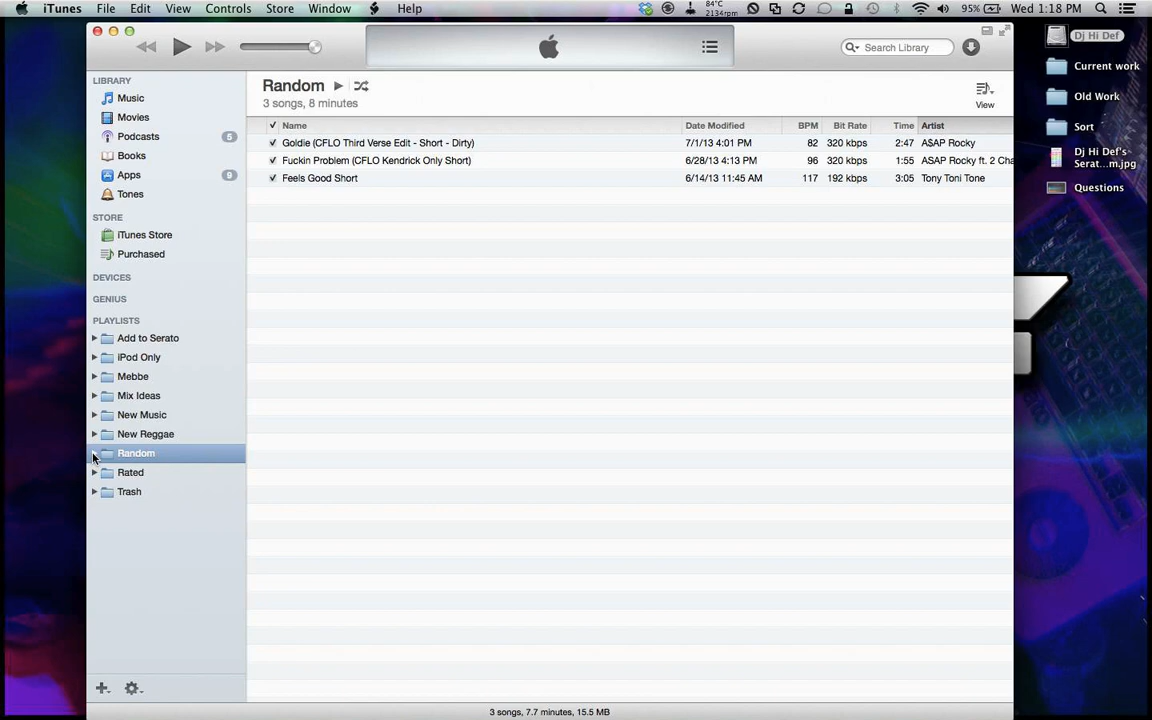 iTunes File Edit View Controls Store Window Help 84°C 2134rpm 95% Wed 1:18 PM
Search Library
LIBRARY
Music
Movies
Podcasts 5
Books
Apps 9
Tones
STORE
iTunes Store
Purchased
DEVICES
GENIUS
PLAYLISTS
Add to Serato
iPod Only
Mebbe
Mix Ideas
New Music
New Reggae
Random
Rated
Trash
Random
3 songs, 8 minutes
View
Name Date Modified BPM Bit Rate Time Artist
Goldie (CFLO Third Verse Edit - Short - Dirty) 7/1/13 4:01 PM 82 320 kbps 2:47 ASAP Rocky
Fuckin Problem (CFLO Kendrick Only Short) 6/28/13 4:13 PM 96 320 kbps 1:55 ASAP Rocky ft. 2 Cha
Feels Good Short 6/14/13 11:45 AM 117 192 kbps 3:05 Tony Toni Tone
3 songs, 7.7 minutes, 15.5 MB
Dj Hi Def
Current work
Old Work
Sort
Dj Hi Def's
Serat...m.jpg
Questions